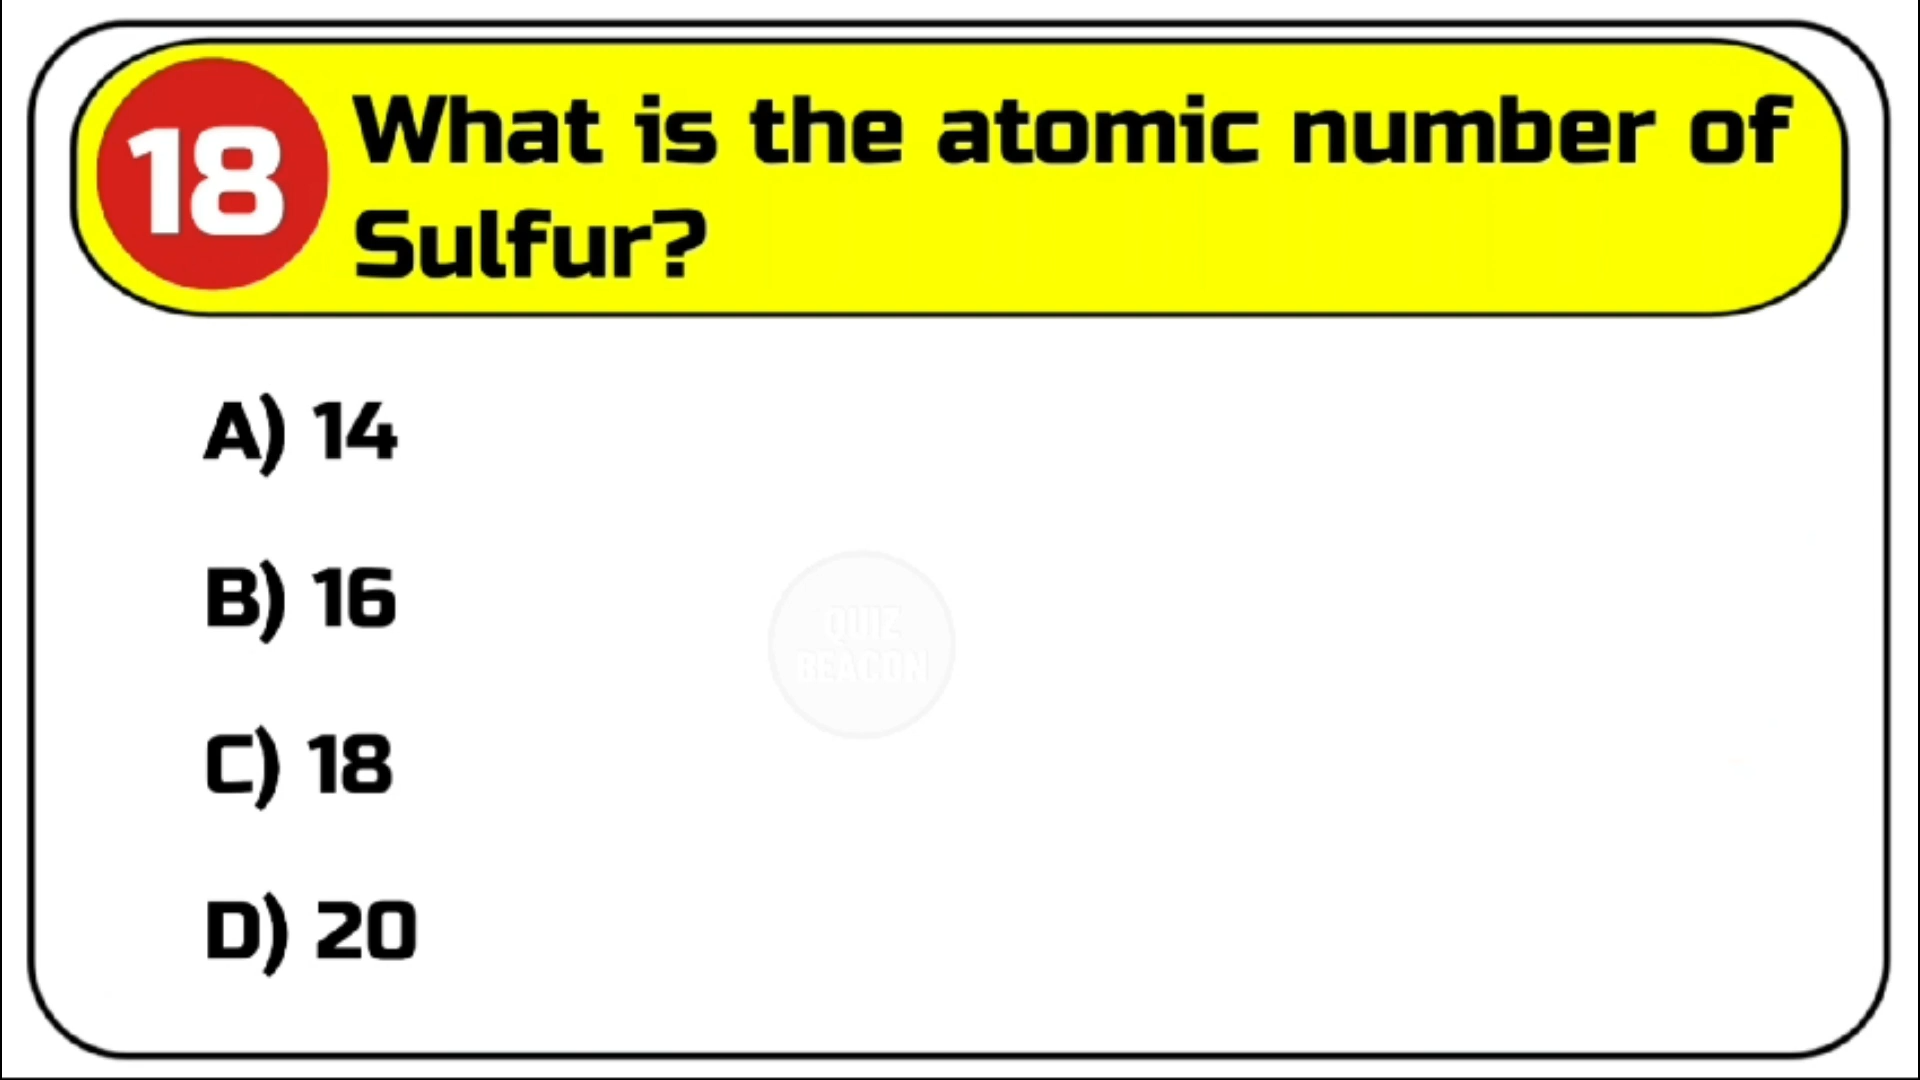 18
What is the atomic number of
Sulfur?
A) 14
B) 16
QUIZ
BEACON
C) 18
D) 20